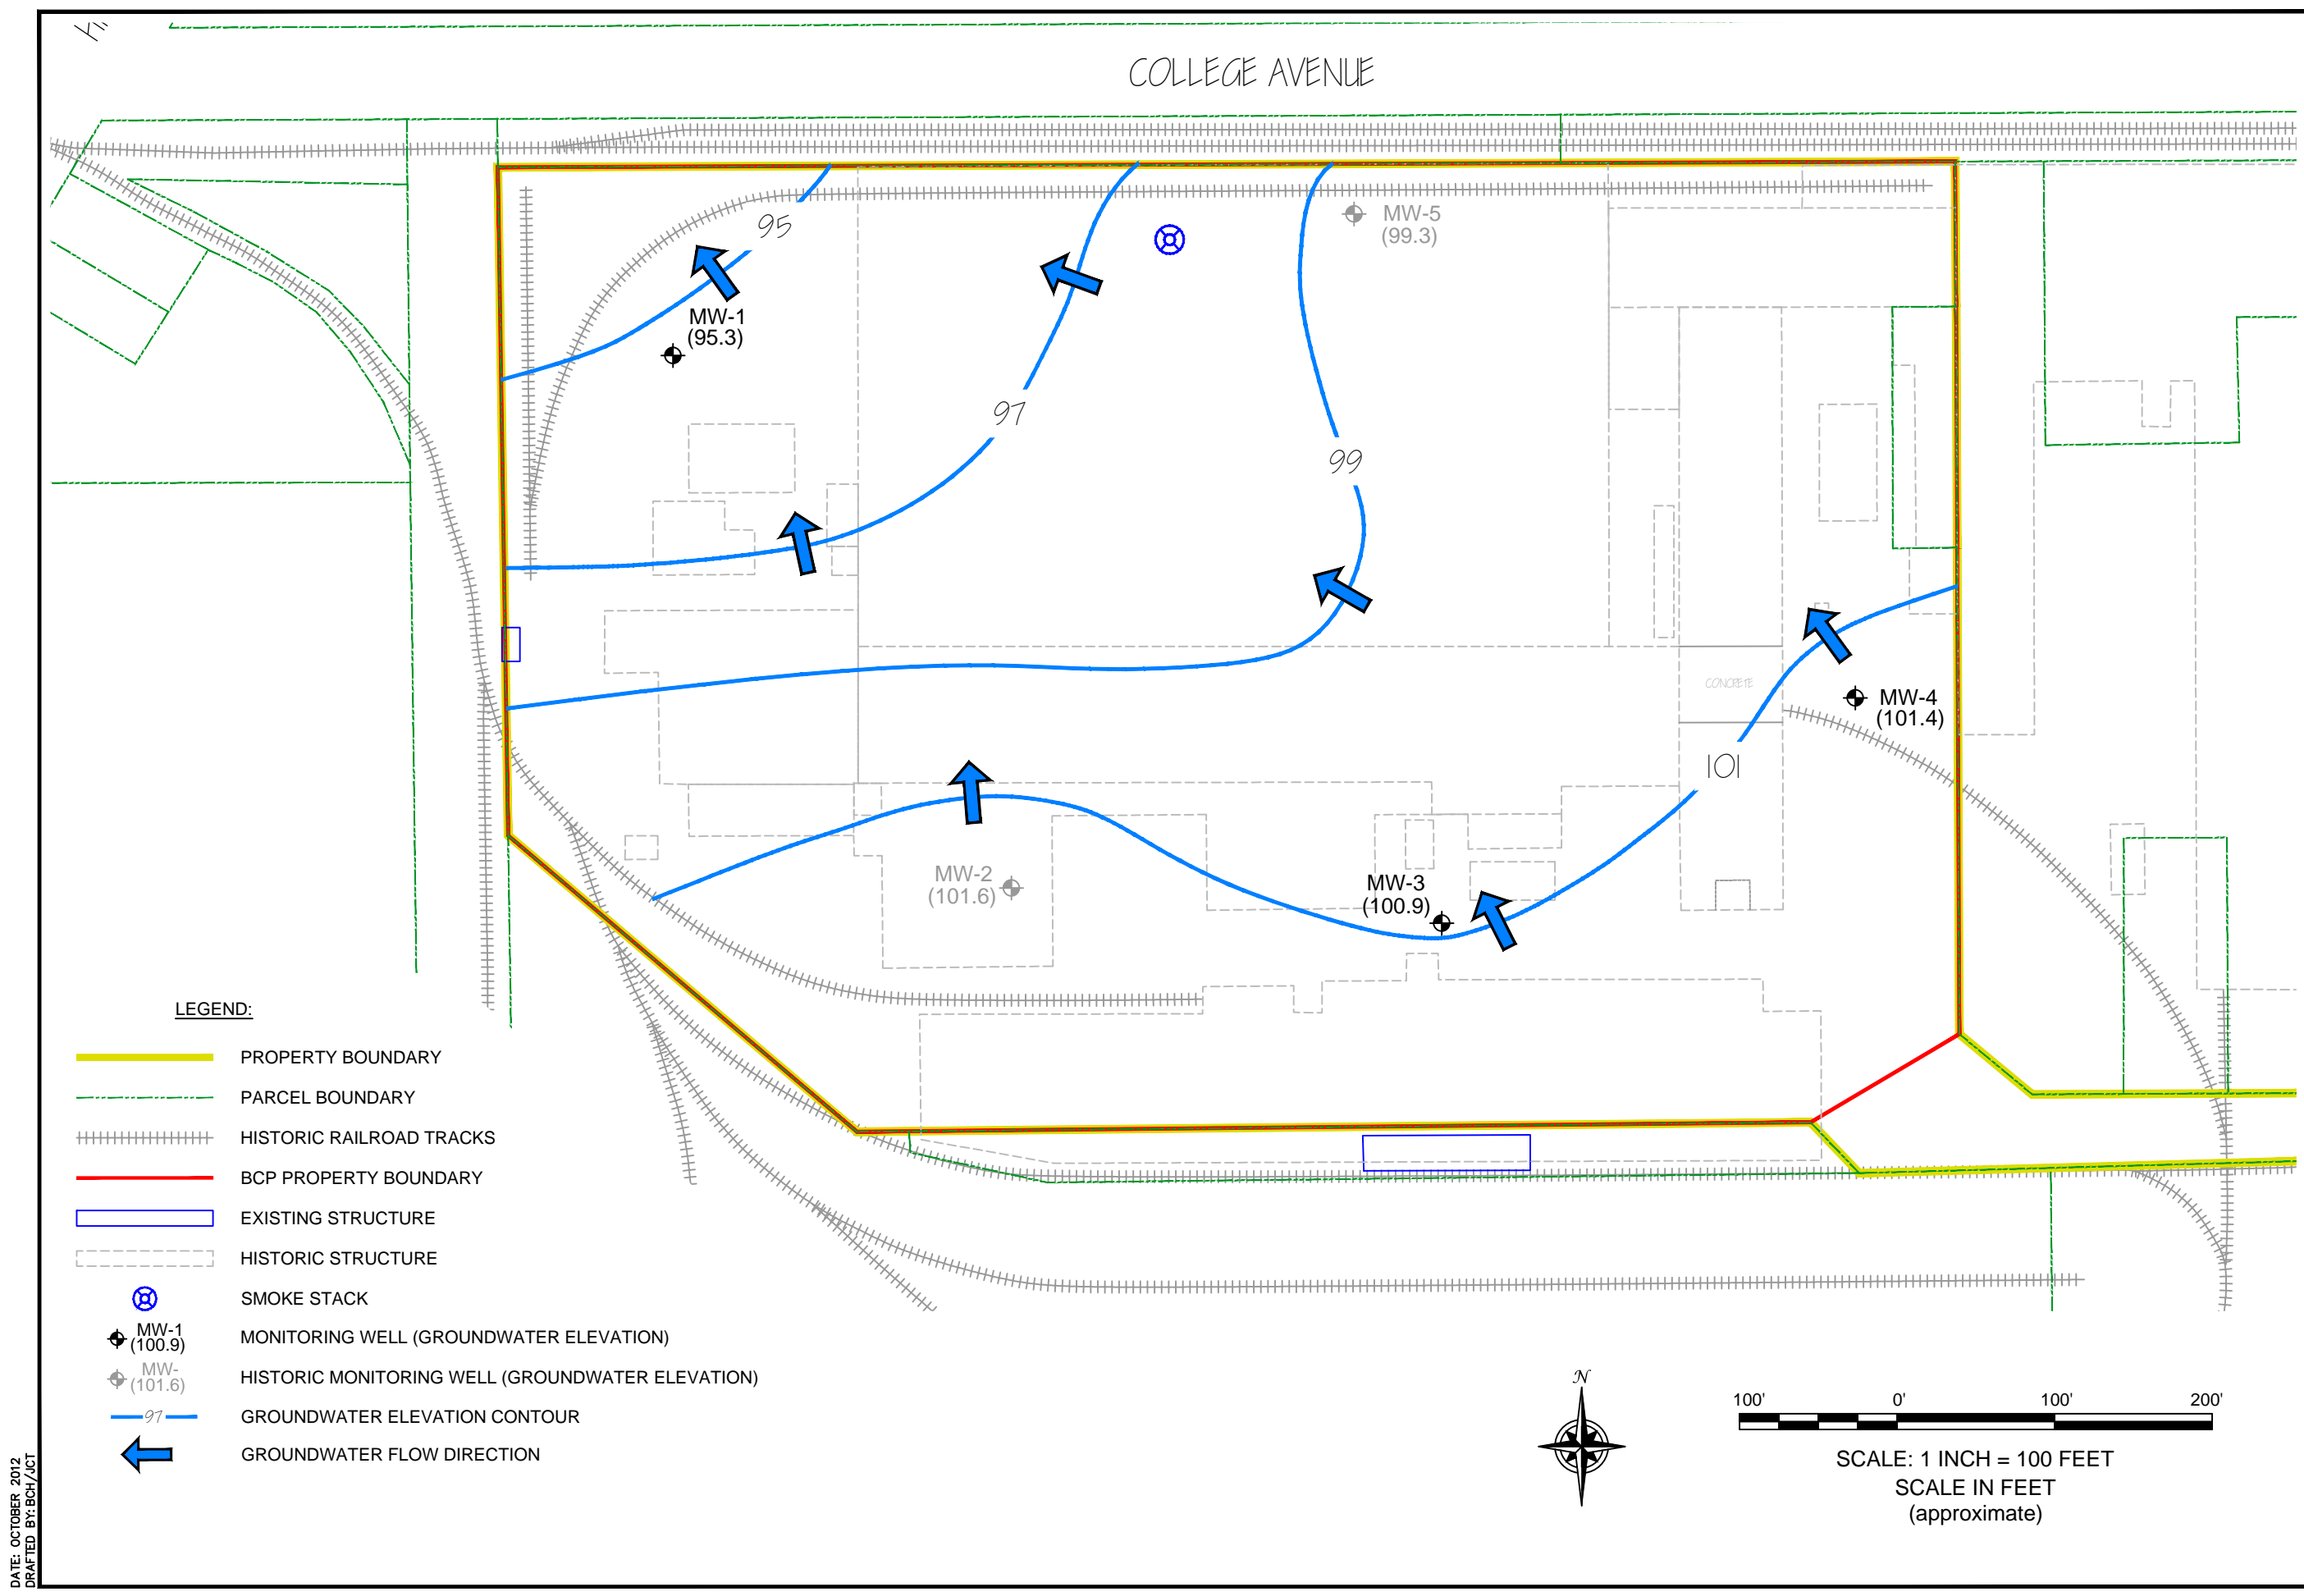 COLLEGE AVENUE
95
MW-5
(99.3)
MW-1
(95.3)
97
99
CONCRETE
MW-4
(101.4)
101
MW-2
(101.6)
MW-3
(100.9)
LEGEND:
PROPERTY BOUNDARY
PARCEL BOUNDARY
HISTORIC RAILROAD TRACKS
BCP PROPERTY BOUNDARY
EXISTING STRUCTURE
HISTORIC STRUCTURE
SMOKE STACK
MW-1
(100.9)
MONITORING WELL (GROUNDWATER ELEVATION)
MW-
(101.6)
HISTORIC MONITORING WELL (GROUNDWATER ELEVATION)
97
GROUNDWATER ELEVATION CONTOUR
GROUNDWATER FLOW DIRECTION
N
100' 0' 100' 200'
SCALE: 1 INCH = 100 FEET
SCALE IN FEET
(approximate)
DATE: OCTOBER 2012
DRAFTED BY: BCH/JCT